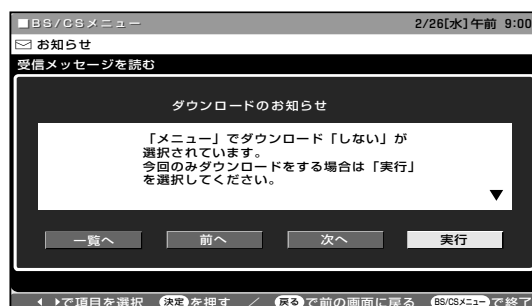 ■BS/CSメニュー 2/26[水]午前 9:00
お知らせ
受信メッセージを読む
ダウンロードのお知らせ
「メニュー」でダウンロード「しない」が
選択されています。
今回のみダウンロードをする場合は「実行」
を選択してください。
▼
一覧へ 前へ 次へ 実行
で項目を選択 決定を押す / 戻るで前の画面に戻る BS/CSメニューで終了